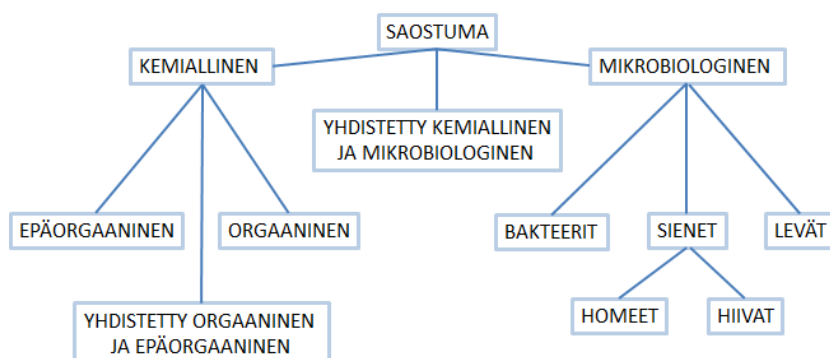 SAOSTUMA
KEMIALLINEN
MIKROBIOLOGINEN
YHDISTETTY KEMIALLINEN
JA MIKROBIOLOGINEN
EPÄORGAANINEN
ORGAANINEN
BAKTEERIT
SIENET
LEVÄT
YHDISTETTY ORGAANINEN
JA EPÄORGAANINEN
HOMEET
HIIVAT